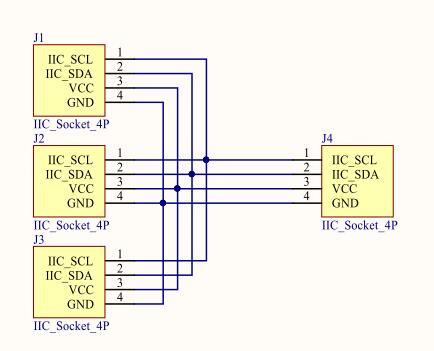 J1
IIC_SCL 1
IIC_SDA 2
VCC 3
GND 4
IIC_Socket_4P
J2
IIC_SCL 1
IIC_SDA 2
VCC 3
GND 4
IIC_Socket_4P
J4
1 IIC_SCL
2 IIC_SDA
3 VCC
4 GND
IIC_Socket_4P
J3
IIC_SCL 1
IIC_SDA 2
VCC 3
GND 4
IIC_Socket_4P